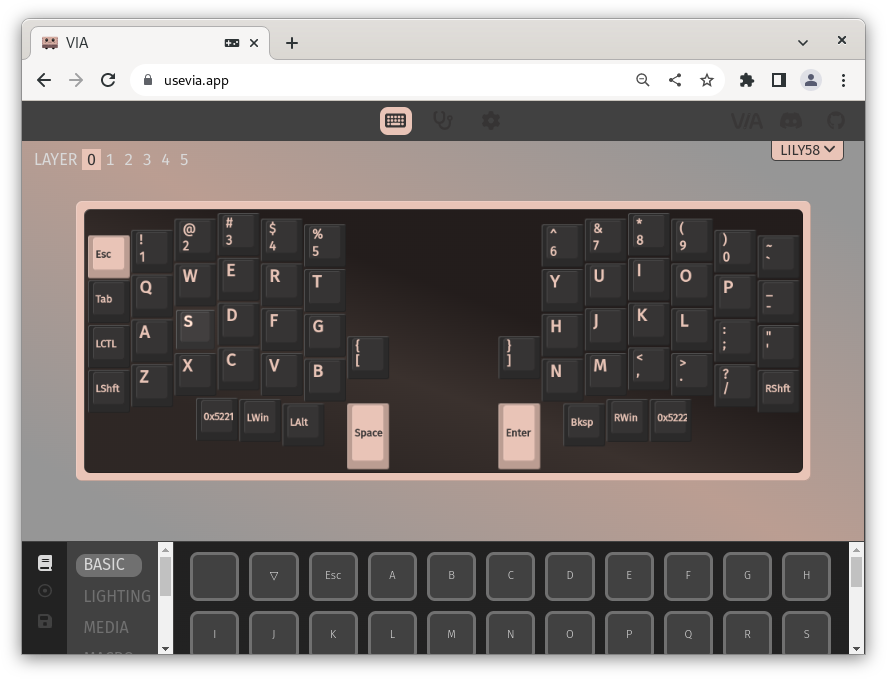 VIA
usevia.app
VIA
LAYER 0 1 2 3 4 5
LILY58
Esc ! 1 @ 2 # 3 $ 4 % 5 ^ 6 & 7 * 8 ( 9 ) 0 ~ `
Tab Q W E R T Y U I O P _ -
LCTL A S D F G H J K L : ; " '
LShft Z X C V B { [ } ] N M < , > . ? / RShft
0x5221 LWin LAlt Space Enter Bksp RWin 0x5222
BASIC
LIGHTING
MEDIA
MACRO
▽ Esc A B C D E F G H
I J K L M N O P Q R S